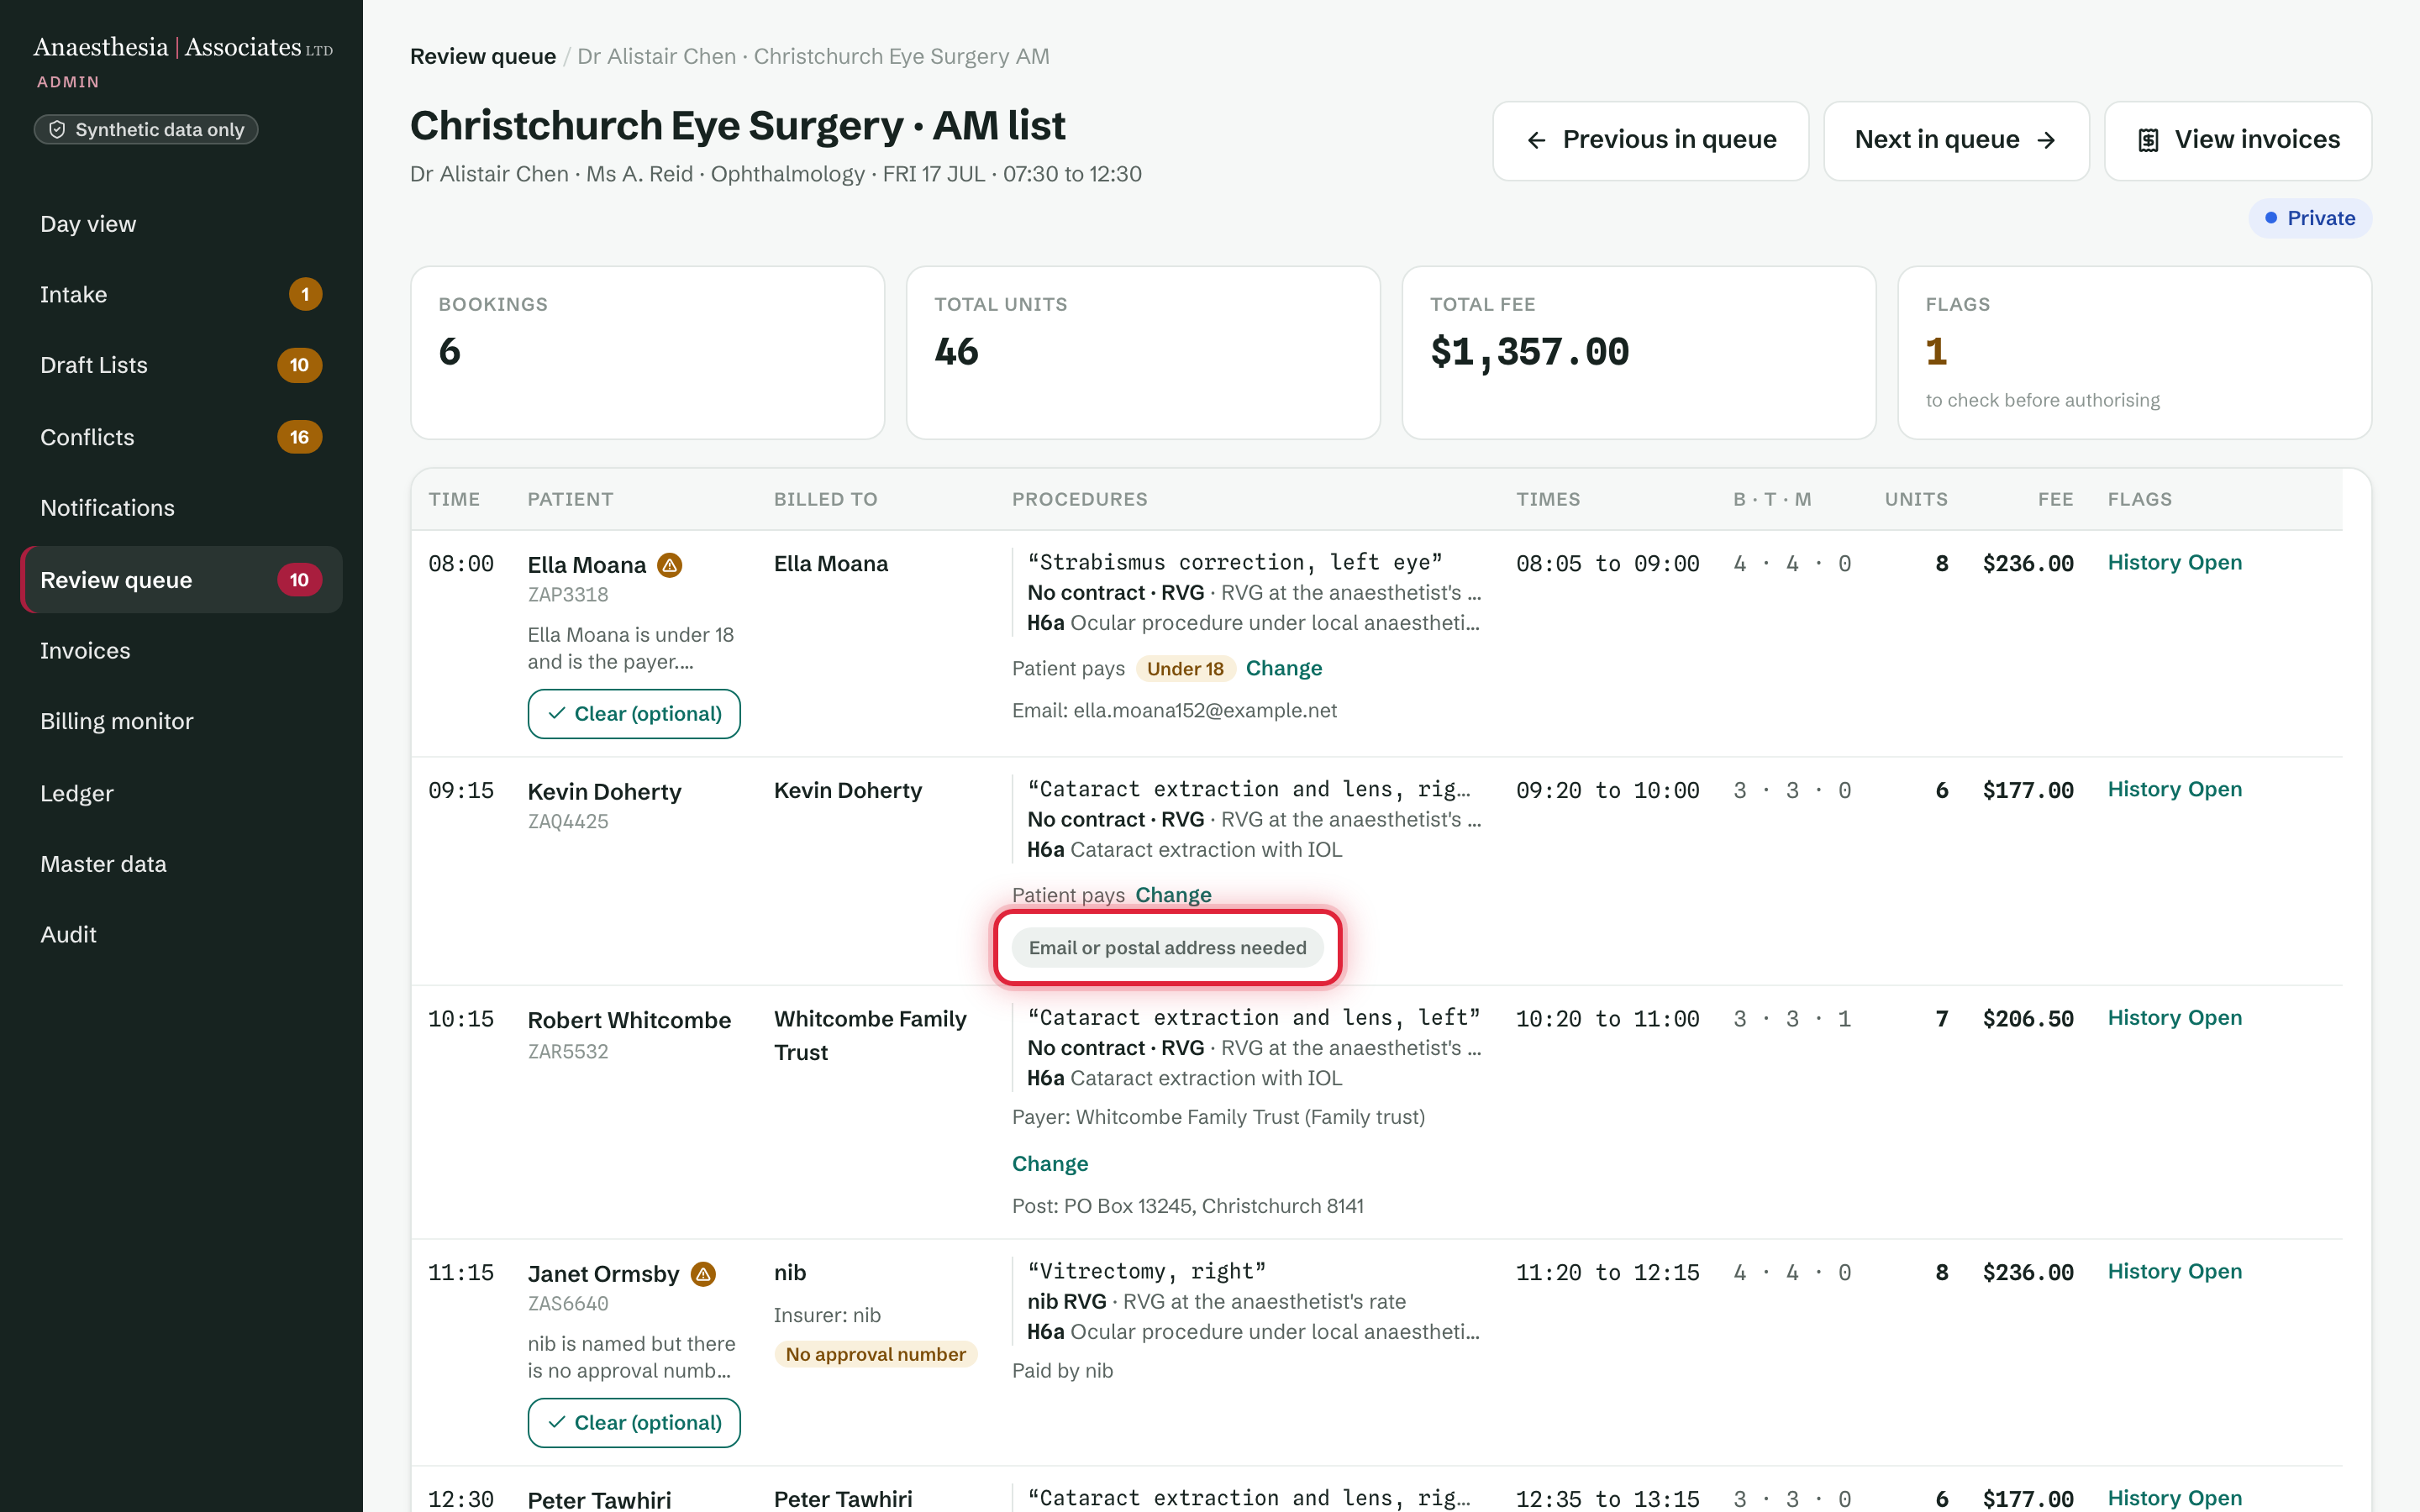 Anaesthesia | Associates LTD
ADMIN
Synthetic data only
Day view
Intake 1
Draft Lists 10
Conflicts 16
Notifications
Review queue 10
Invoices
Billing monitor
Ledger
Master data
Audit
Review queue / Dr Alistair Chen · Christchurch Eye Surgery AM
Christchurch Eye Surgery · AM list
Dr Alistair Chen · Ms A. Reid · Ophthalmology · FRI 17 JUL · 07:30 to 12:30
← Previous in queue
Next in queue →
View invoices
Private
BOOKINGS
6
TOTAL UNITS
46
TOTAL FEE
$1,357.00
FLAGS
1
to check before authorising
TIME PATIENT BILLED TO PROCEDURES TIMES B · T · M UNITS FEE FLAGS
08:00 Ella Moana Ella Moana “Strabismus correction, left eye” 08:05 to 09:00 4 · 4 · 0 8 $236.00 History Open
ZAP3318 No contract · RVG · RVG at the anaesthetist's ...
H6a Ocular procedure under local anaestheti...
Ella Moana is under 18
and is the payer....
Patient pays Under 18 Change
Clear (optional)
Email: ella.moana152@example.net
09:15 Kevin Doherty Kevin Doherty “Cataract extraction and lens, rig… 09:20 to 10:00 3 · 3 · 0 6 $177.00 History Open
ZAQ4425 No contract · RVG · RVG at the anaesthetist's ...
H6a Cataract extraction with IOL
Patient pays Change
Email or postal address needed
10:15 Robert Whitcombe Whitcombe Family “Cataract extraction and lens, left” 10:20 to 11:00 3 · 3 · 1 7 $206.50 History Open
ZAR5532 Trust No contract · RVG · RVG at the anaesthetist's ...
H6a Cataract extraction with IOL
Payer: Whitcombe Family Trust (Family trust)
Change
Post: PO Box 13245, Christchurch 8141
11:15 Janet Ormsby nib “Vitrectomy, right” 11:20 to 12:15 4 · 4 · 0 8 $236.00 History Open
ZAS6640 Insurer: nib nib RVG · RVG at the anaesthetist's rate
H6a Ocular procedure under local anaestheti...
nib is named but there
is no approval numb...
No approval number
Paid by nib
Clear (optional)
12:30 Peter Tawhiri Peter Tawhiri “Cataract extraction and lens, rig… 12:35 to 13:15 3 · 3 · 0 6 $177.00 History Open